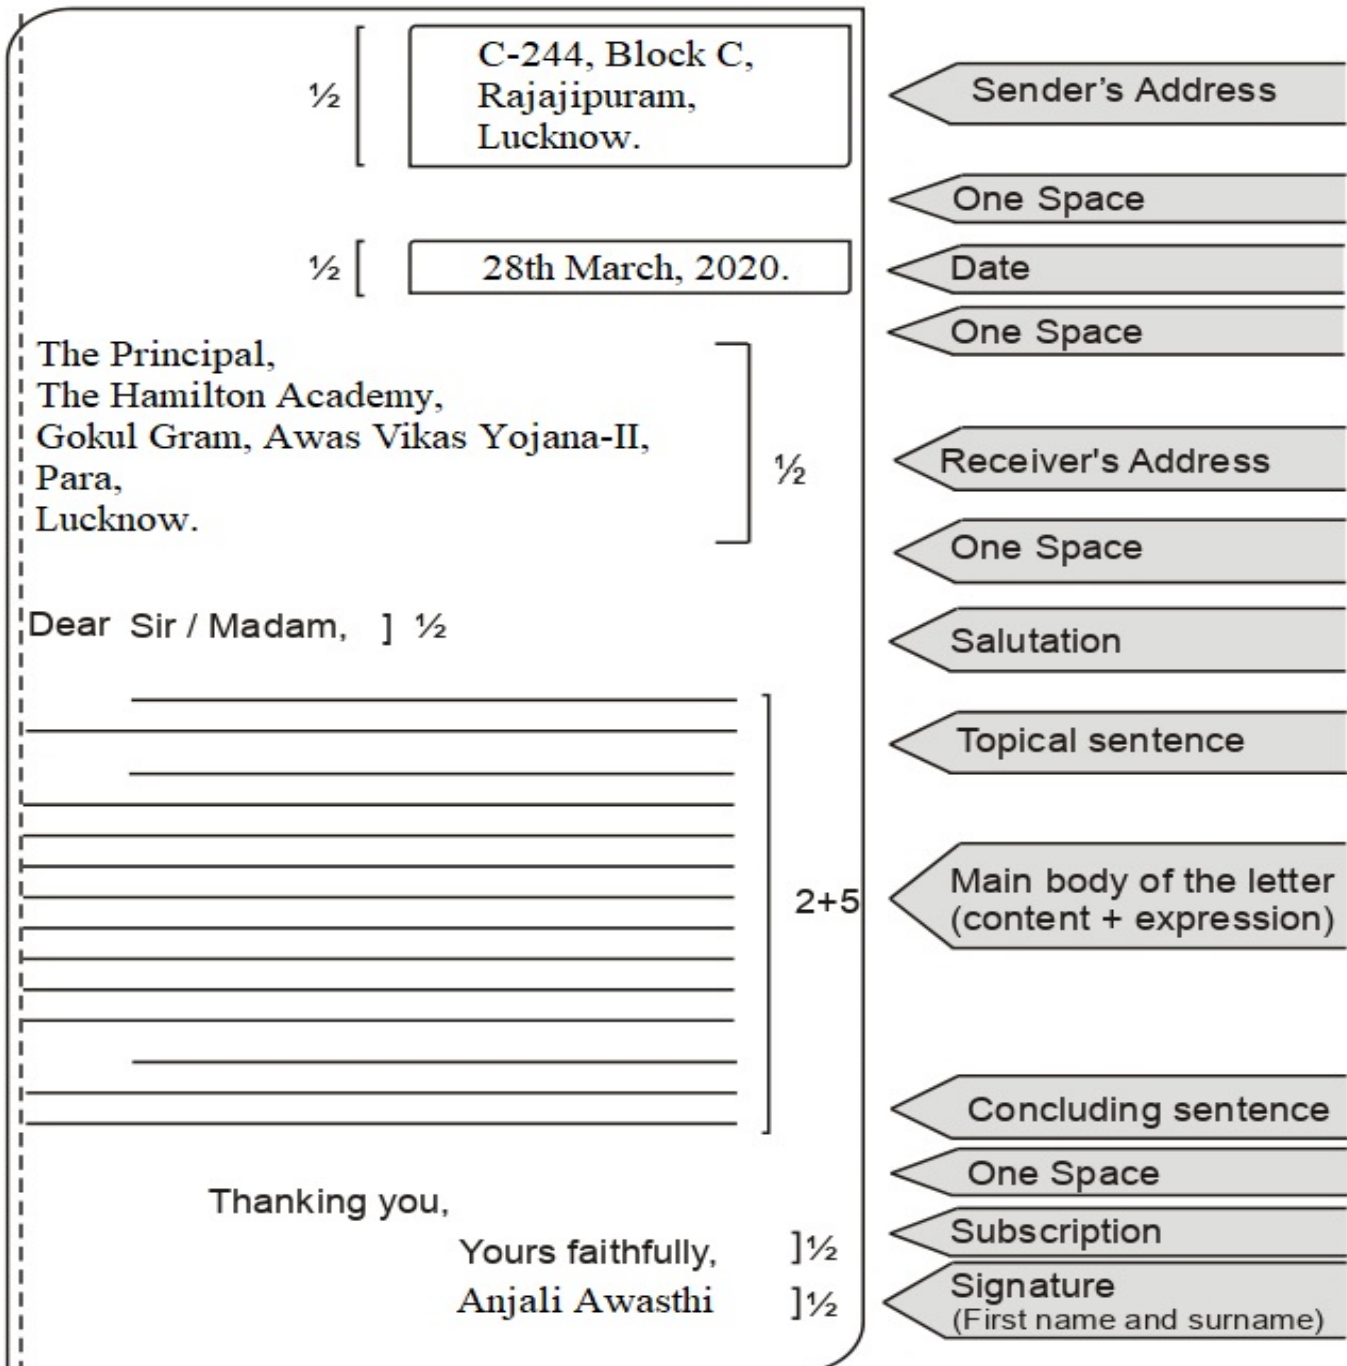 ½
C-244, Block C,
Rajajipuram,
Lucknow.
Sender's Address
One Space
½
28th March, 2020.
Date
One Space
The Principal,
The Hamilton Academy,
Gokul Gram, Awas Vikas Yojana-II,
Para,
Lucknow.
½
Receiver's Address
One Space
Dear Sir / Madam, ] ½
Salutation
Topical sentence
2+5
Main body of the letter
(content + expression)
Concluding sentence
One Space
Thanking you,
Yours faithfully, ]½
Subscription
Anjali Awasthi ]½
Signature
(First name and surname)